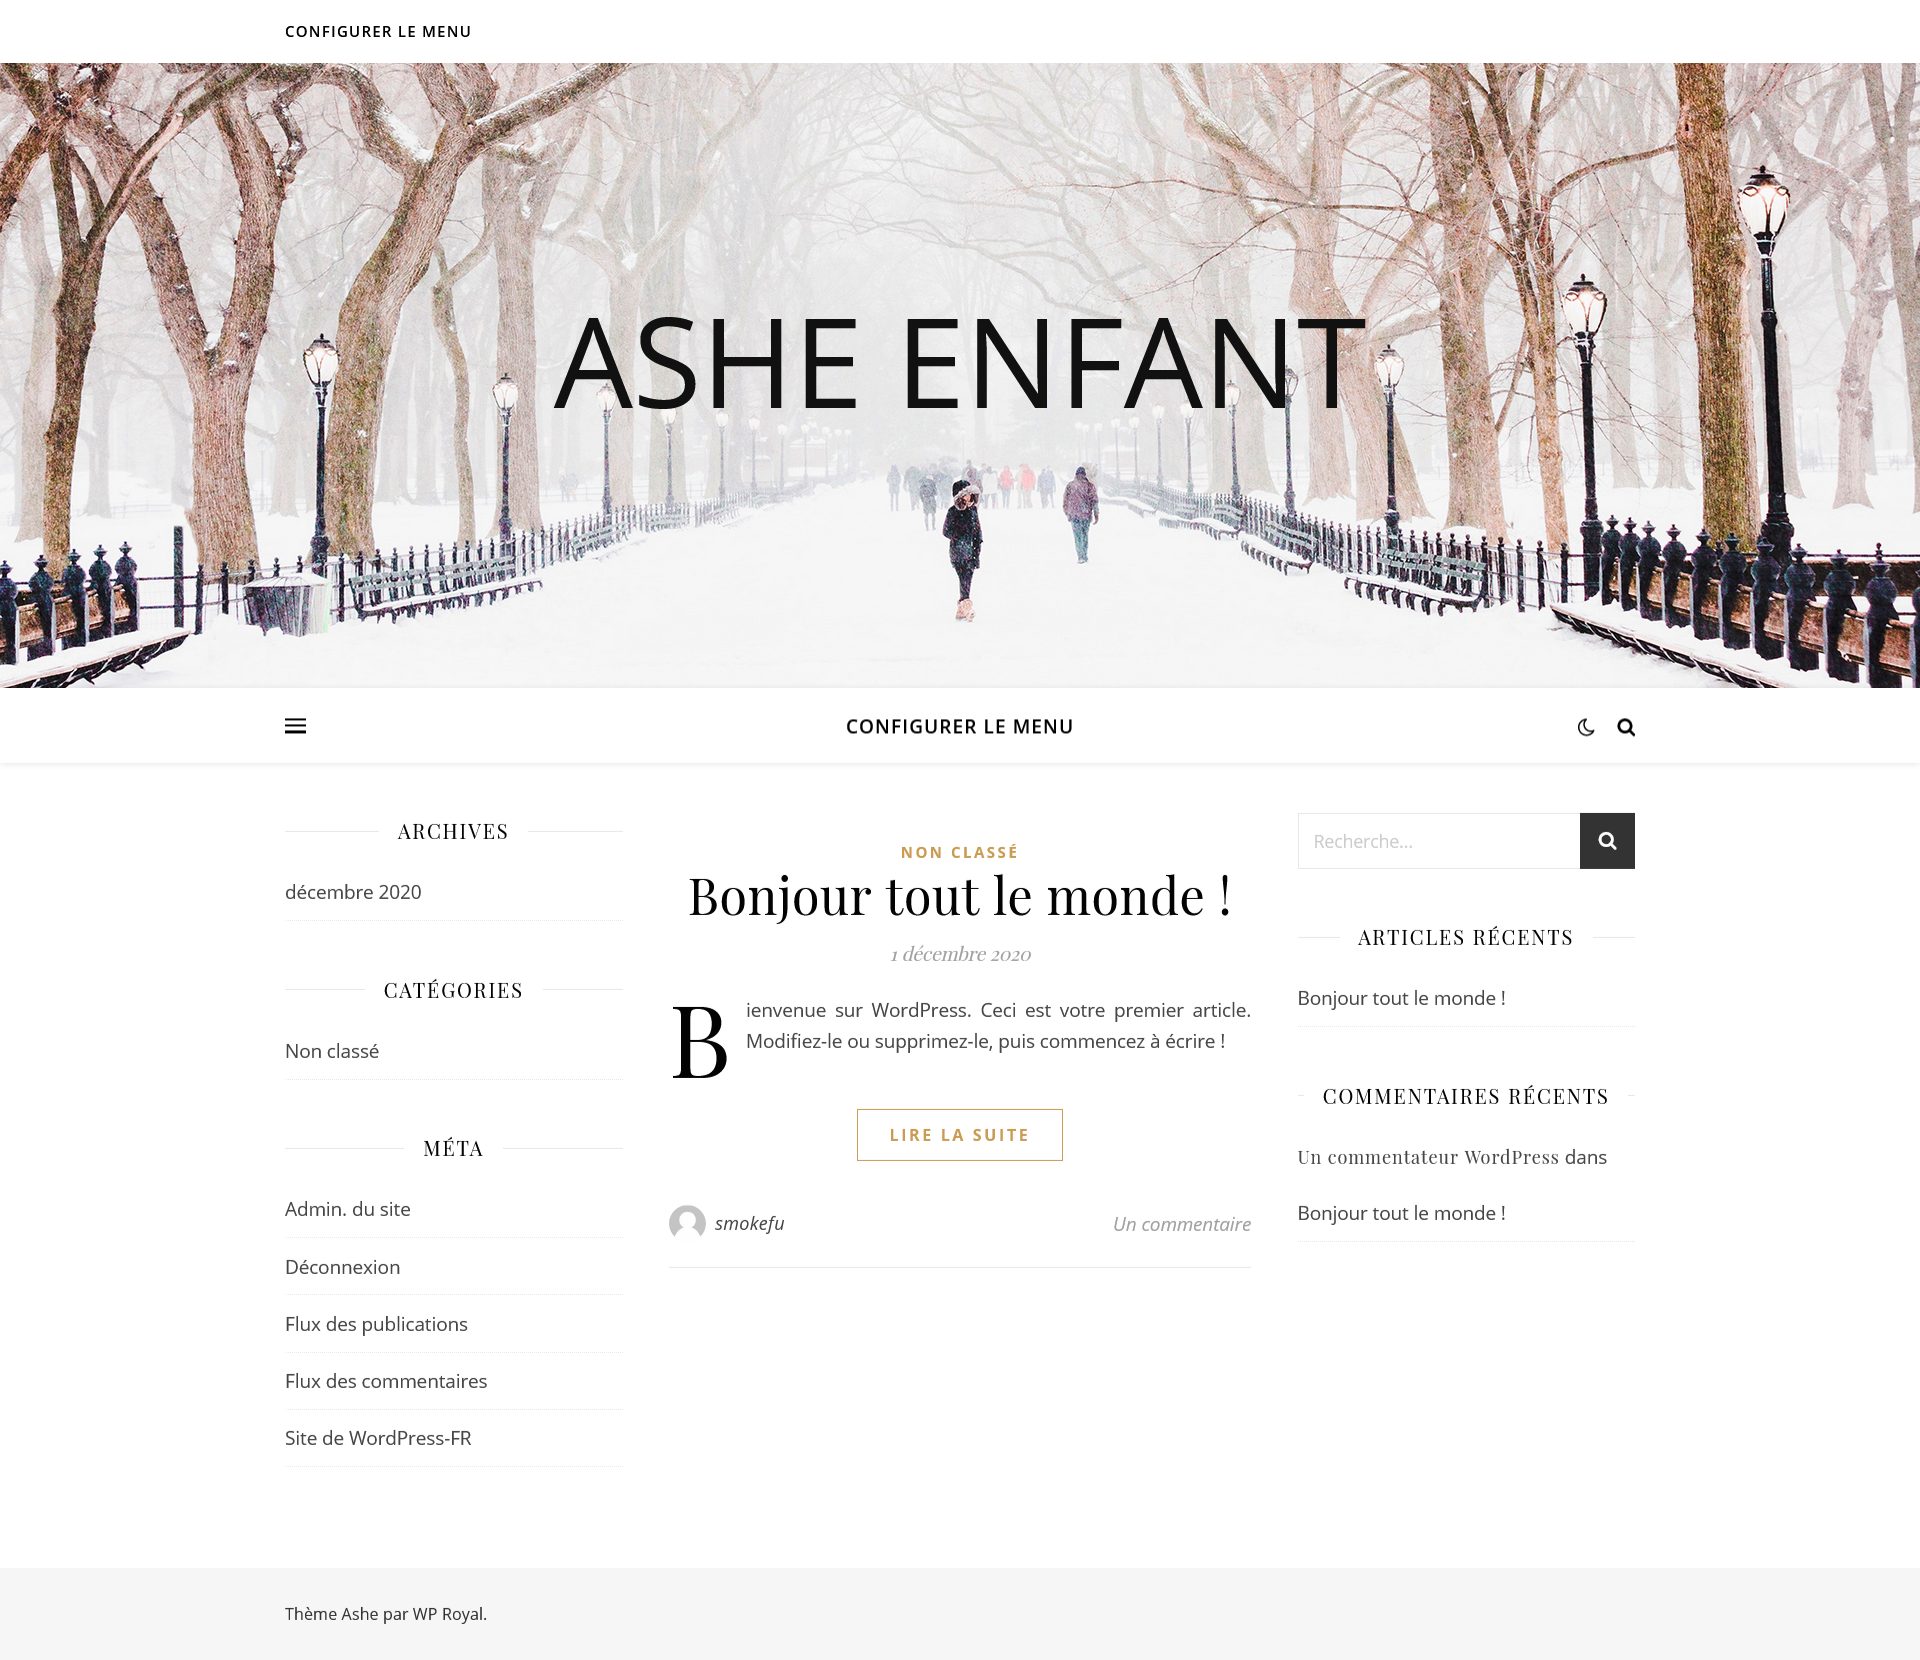 CONFIGURER LE MENU
ASHE ENFANT
CONFIGURER LE MENU
ARCHIVES
décembre 2020
CATÉGORIES
Non classé
MÉTA
Admin. du site
Déconnexion
Flux des publications
Flux des commentaires
Site de WordPress-FR
NON CLASSÉ
Bonjour tout le monde !
1 décembre 2020
Bienvenue sur WordPress. Ceci est votre premier article.
Modifiez-le ou supprimez-le, puis commencez à écrire !
LIRE LA SUITE
smokefu
Un commentaire
Recherche...
ARTICLES RÉCENTS
Bonjour tout le monde !
COMMENTAIRES RÉCENTS
Un commentateur WordPress dans
Bonjour tout le monde !
Thème Ashe par WP Royal.